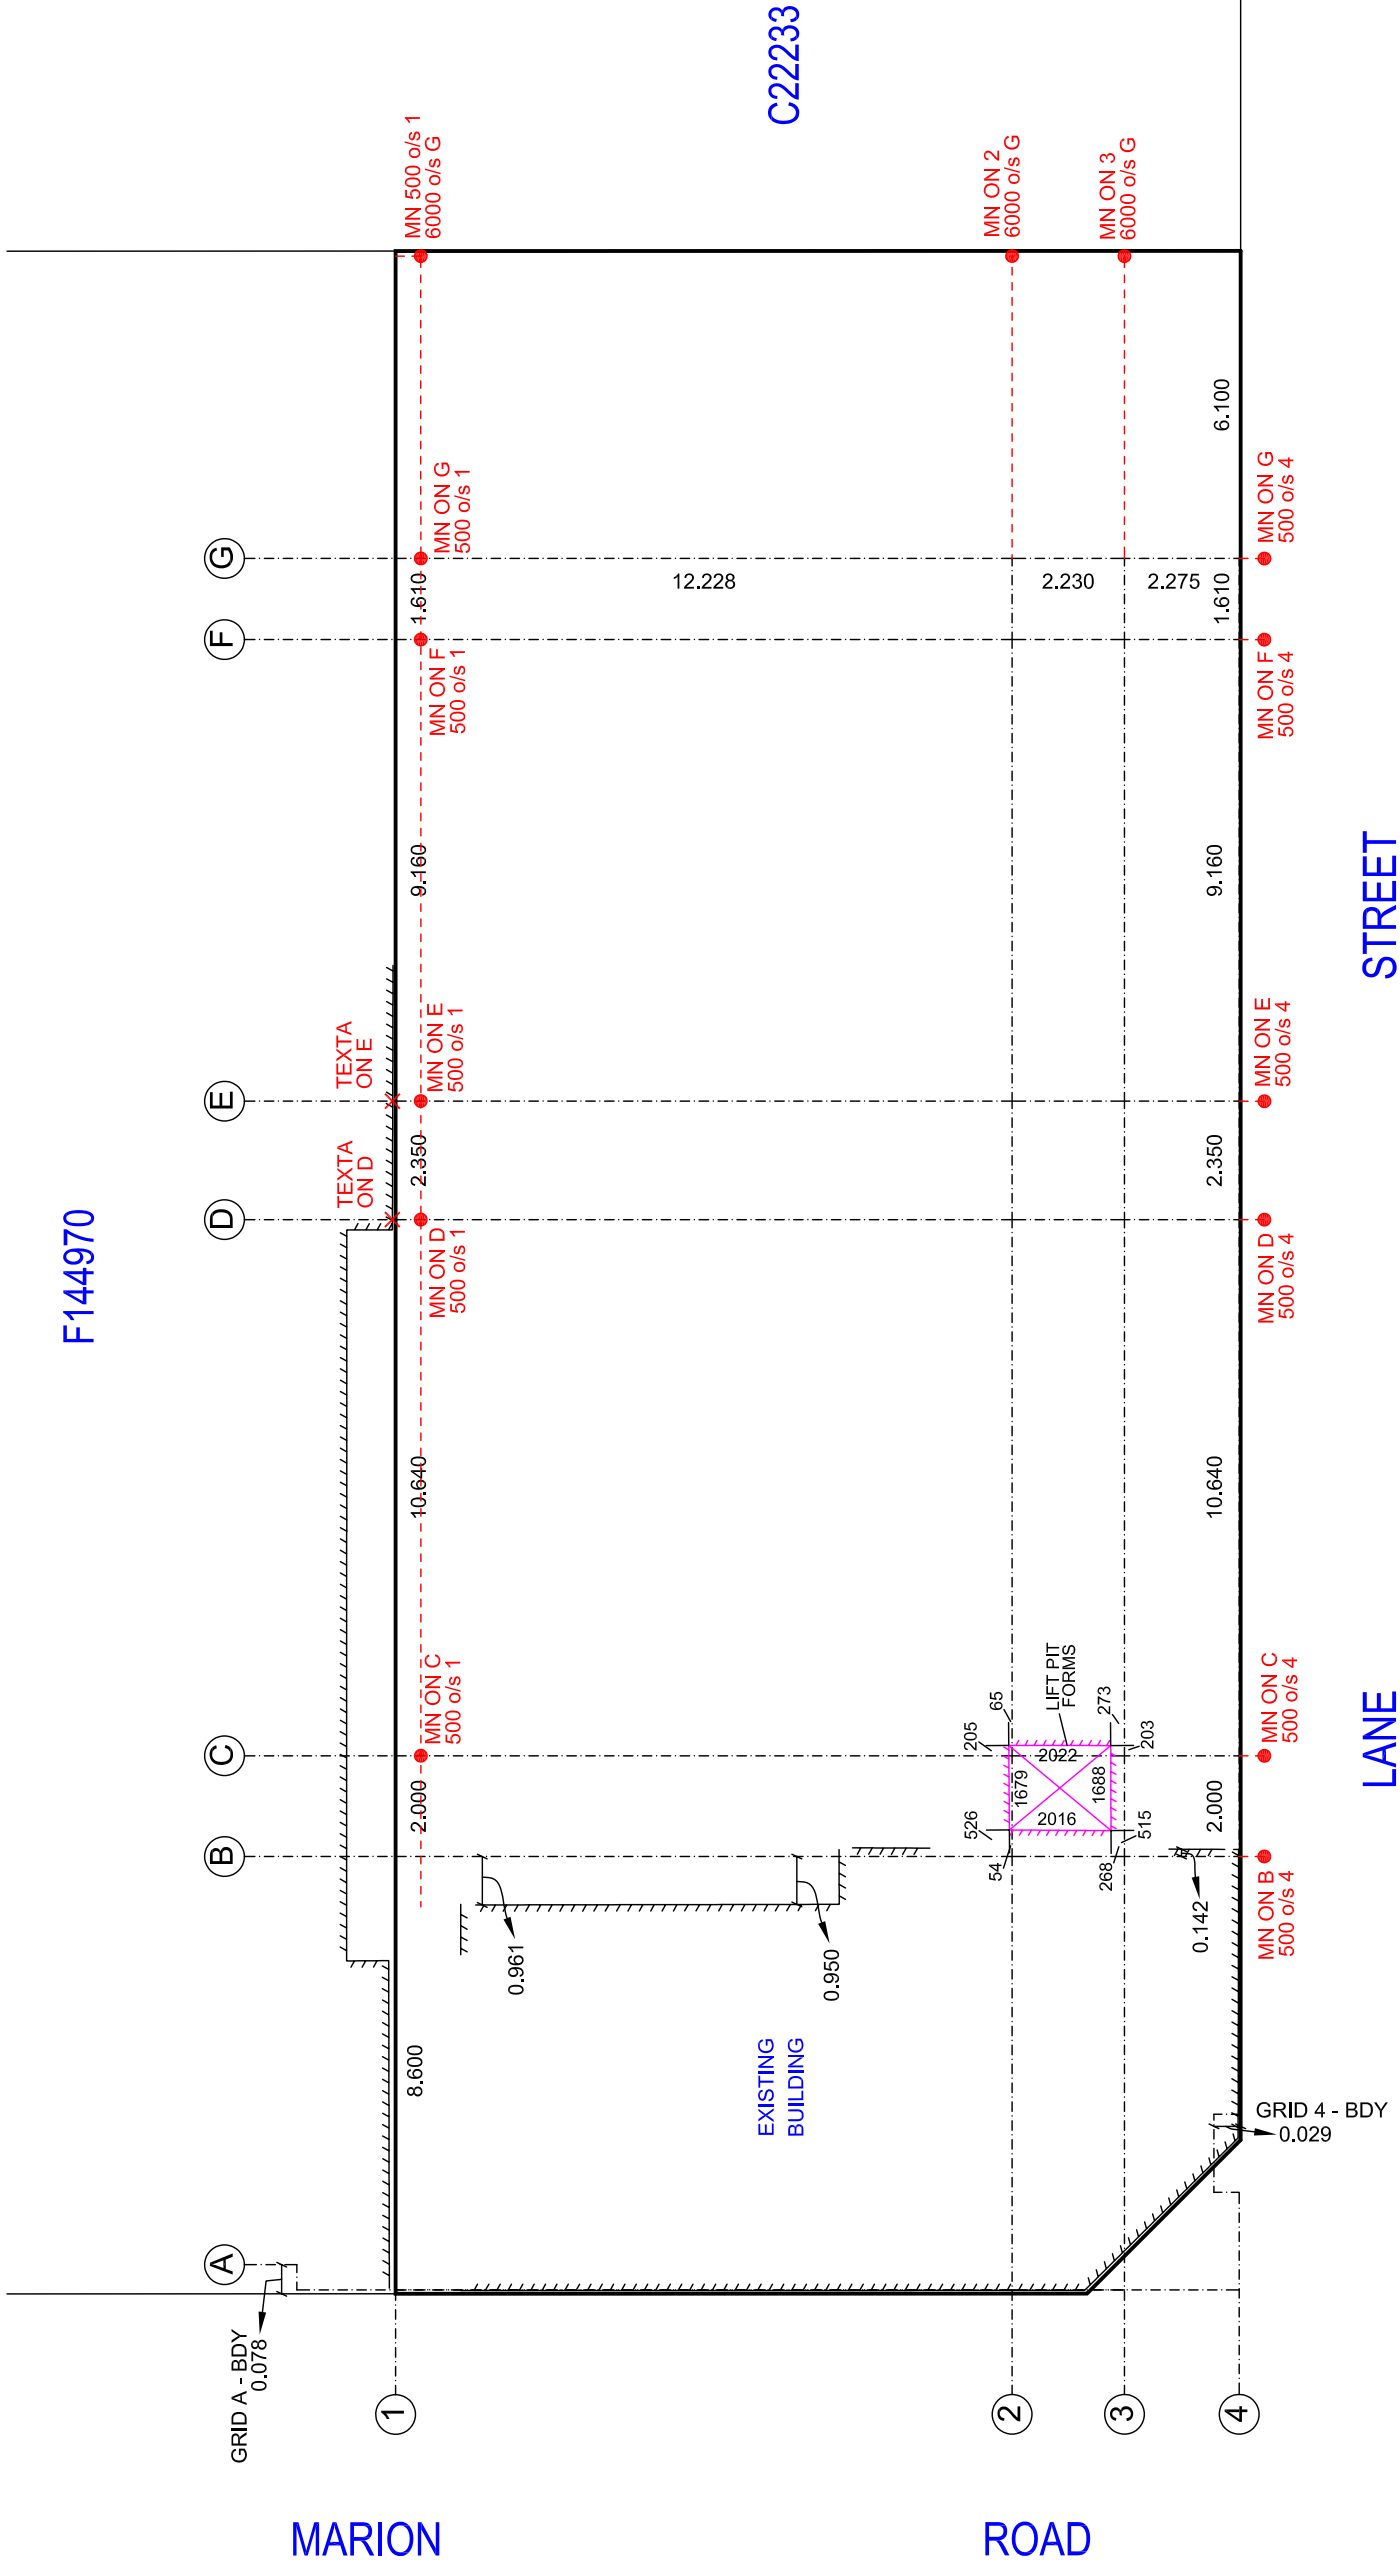 C22233
MN 500 o/s 1
6000 o/s G
MN ON 2
6000 o/s G
MN ON 3
6000 o/s G
6.100
MN ON G
500 o/s 1
MN ON G
500 o/s 4
G
1.610
12.228
2.230
2.275
1.610
F
MN ON F
500 o/s 1
MN ON F
500 o/s 4
9.160
9.160
STREET
TEXTA
ON E
MN ON E
500 o/s 1
MN ON E
500 o/s 4
E
TEXTA
ON D
2.350
2.350
D
F144970
MN ON D
500 o/s 1
MN ON D
500 o/s 4
10.640
10.640
MN ON C
500 o/s 1
LIFT PIT
FORMS
MN ON C
500 o/s 4
LANE
C
205
65
273
203
2022
1679
1688
2016
2.000
2.000
B
526
54
268
515
MN ON B
500 o/s 4
0.961
0.950
0.142
EXISTING
BUILDING
8.600
GRID 4 - BDY
0.029
A
GRID A - BDY
0.078
1
2
3
4
MARION
ROAD